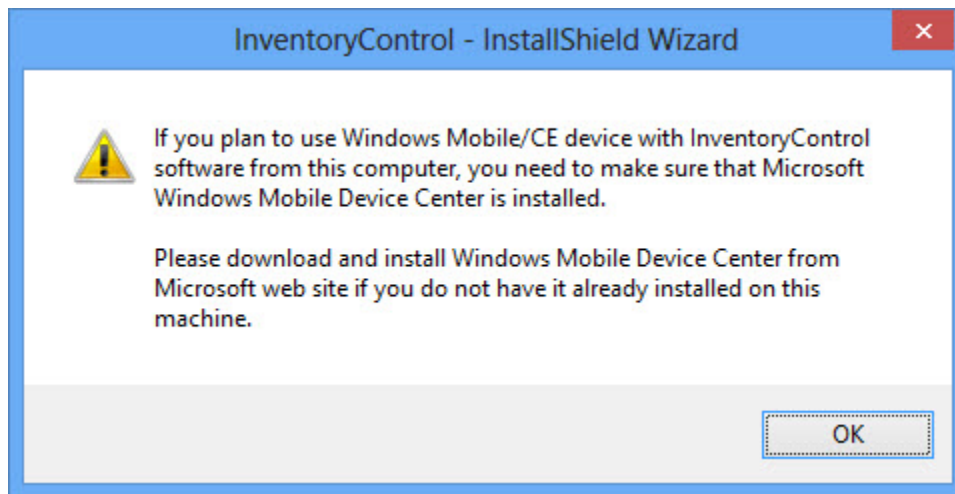 InventoryControl - InstallShield Wizard
If you plan to use Windows Mobile/CE device with InventoryControl
software from this computer, you need to make sure that Microsoft
Windows Mobile Device Center is installed.
Please download and install Windows Mobile Device Center from
Microsoft web site if you do not have it already installed on this
machine.
OK